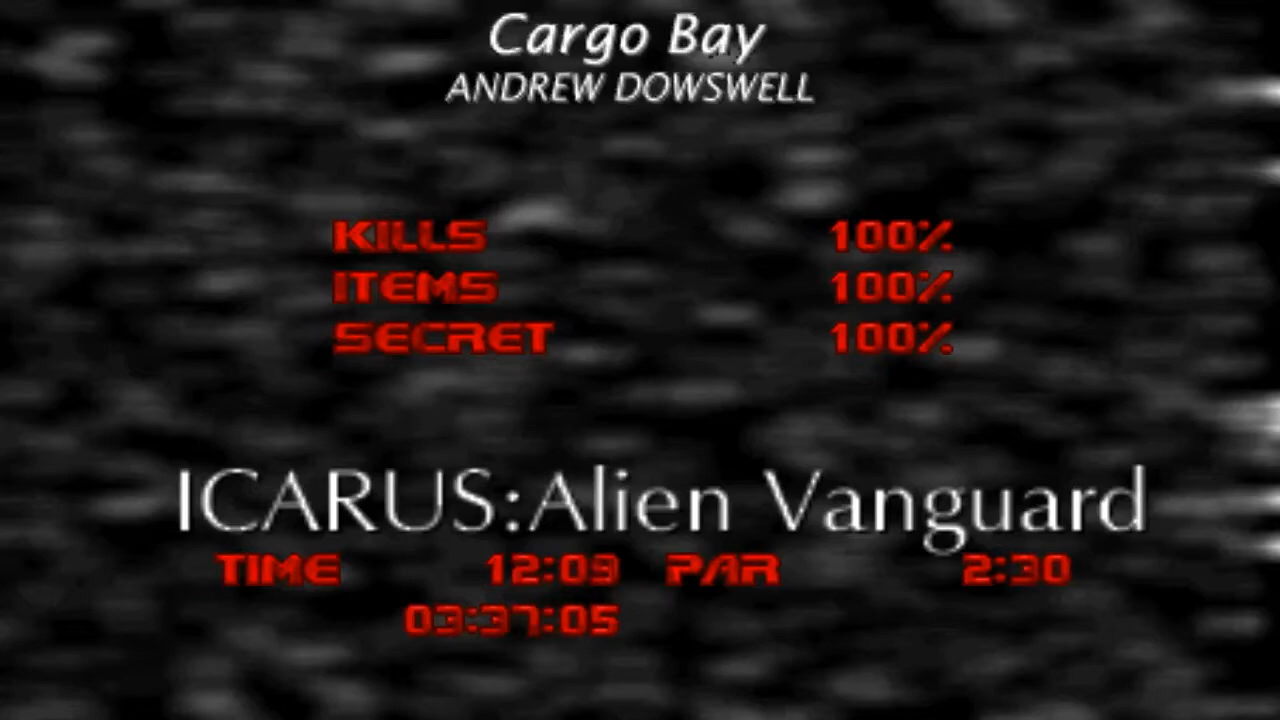 Cargo Bay
ANDREW DOWSWELL
KILLS 100%
ITEMS 100%
SECRET 100%
ICARUS:Alien Vanguard
TIME 12:09 PAR 2:30
03:37:05